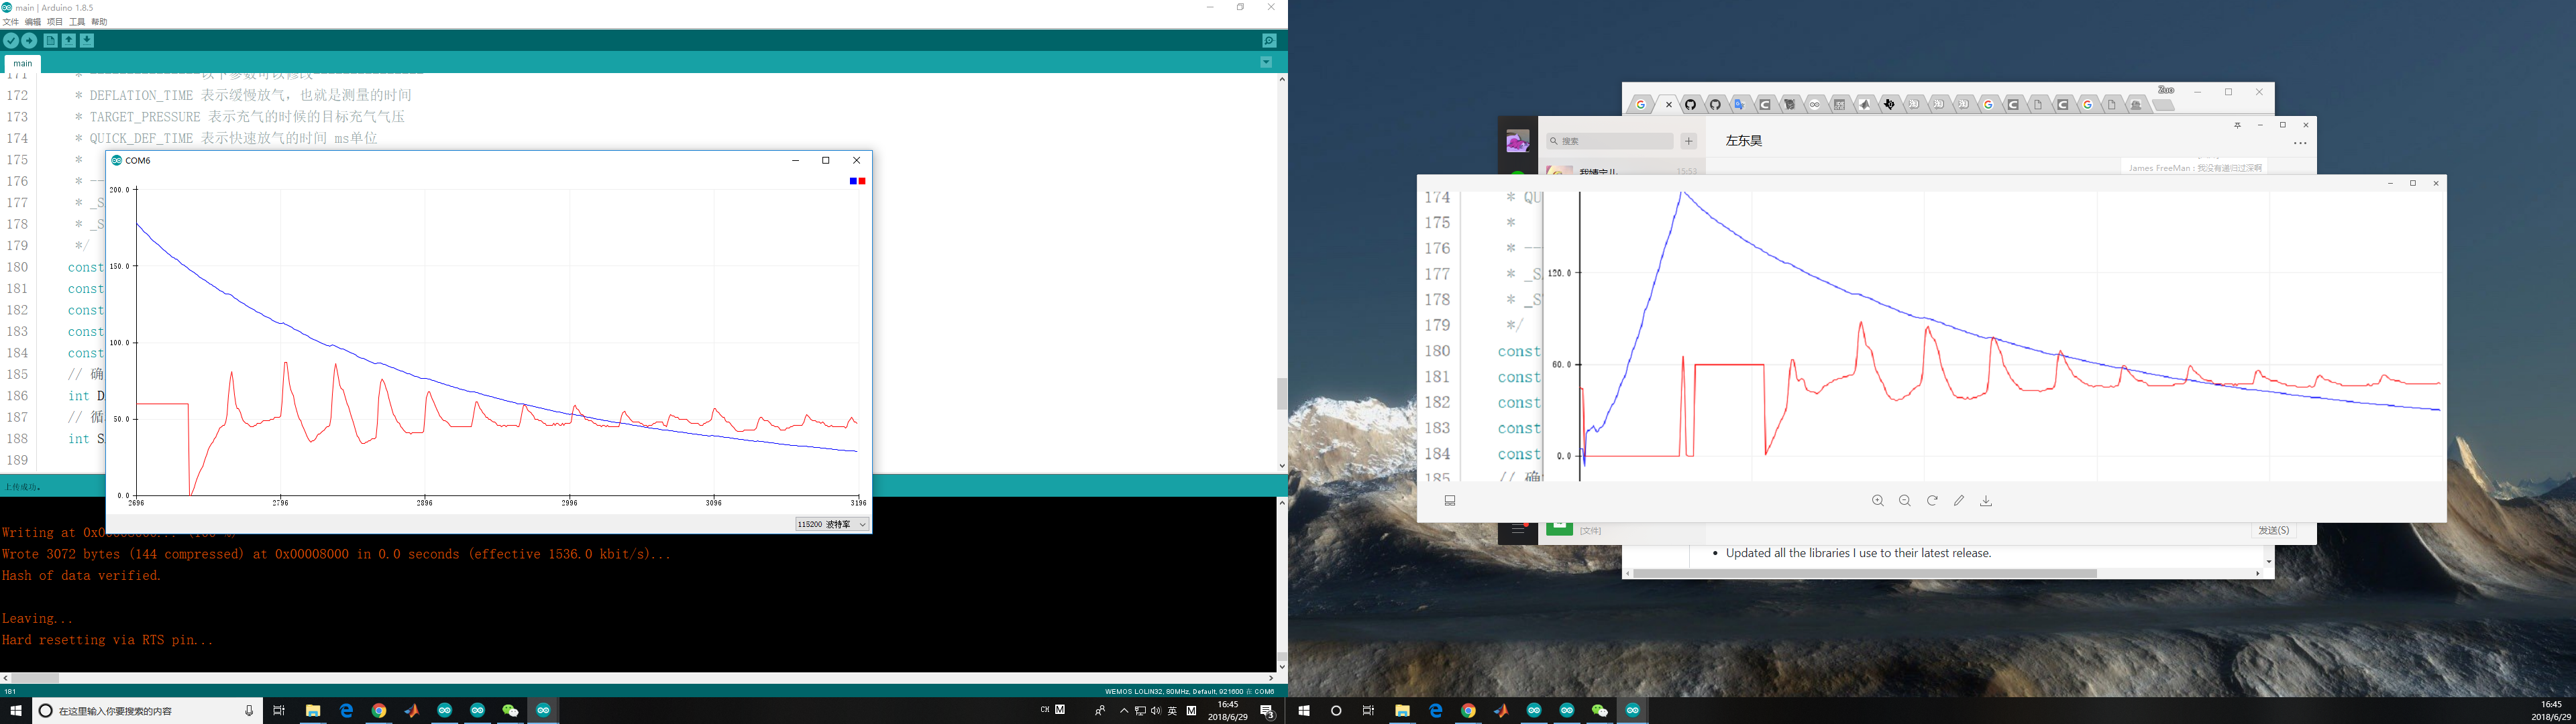 main | Arduino 1.8.5
文件 编辑 项目 工具 帮助
main
171 * ---------------以下参数可以修改---------------
172 * DEFLATION_TIME 表示缓慢放气，也就是测量的时间
173 * TARGET_PRESSURE 表示充气的时候的目标充气气压
174 * QUICK_DEF_TIME 表示快速放气的时间 ms单位
175 *
176 * --
177 * _S
178 * _S
179 */
180 const
181 const
182 const
183 const
184 const
185 // 确
186 int D
187 // 循
188 int S
189
COM6
200.0
150.0
100.0
50.0
0.0
2696 2796 2896 2996 3096 3196
115200 波特率
上传成功。
Wrote 3072 bytes (144 compressed) at 0x00008000 in 0.0 seconds (effective 1536.0 kbit/s)...
Hash of data verified.
Leaving...
Hard resetting via RTS pin...
181
WEMOS LOLIN32, 80MHz, Default, 921600 在 COM6
在这里输入你要搜索的内容
CH M
英 M
16:45
2018/6/29
3
Zuo
搜索
左东昊
15:53
James FreeMan : 我没有递归过深啊
174 * QU
175 *
176 * --
177 * _S
178 * _S
179 */
180 const
181 const
182 const
183 const
184 const
185 // 确
120.0
60.0
0.0
[文件]
发送(S)
• Updated all the libraries I use to their latest release.
16:45
2018/6/29